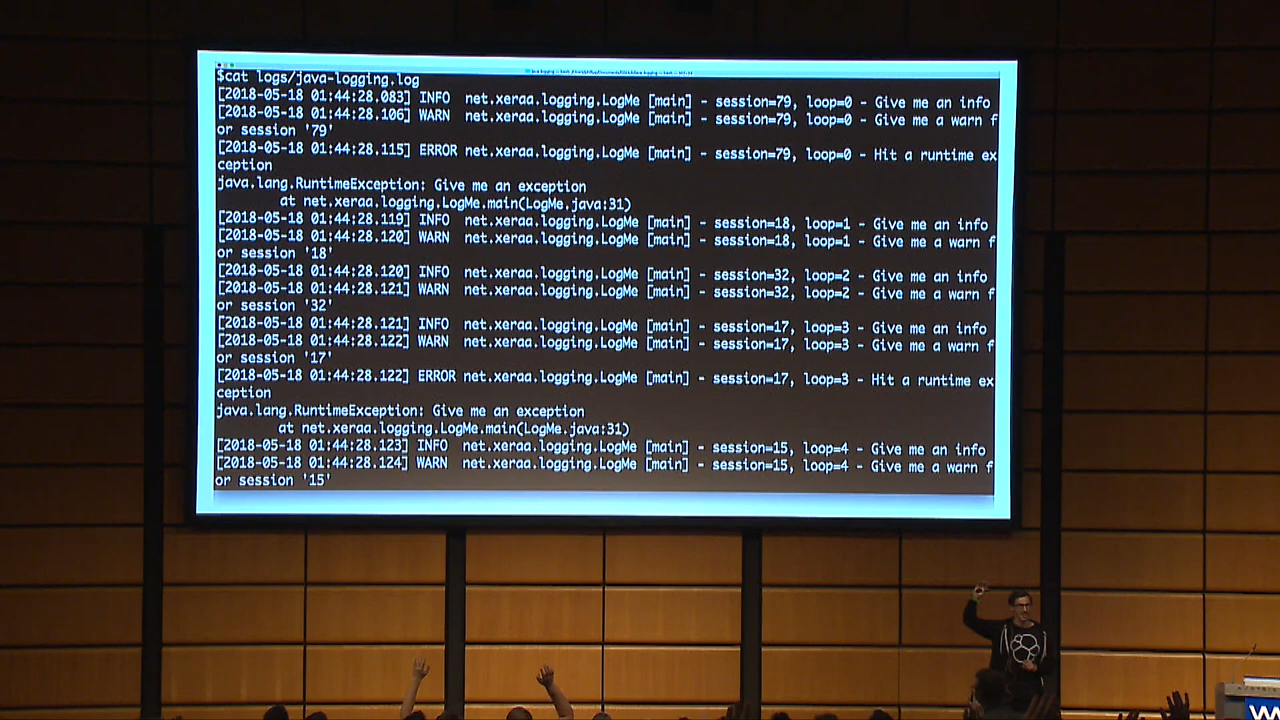 $cat logs/java-logging.log
[2018-05-18 01:44:28.083] INFO  net.xeraa.logging.LogMe [main] - session=79, loop=0 - Give me an info
[2018-05-18 01:44:28.106] WARN  net.xeraa.logging.LogMe [main] - session=79, loop=0 - Give me a warn f
or session '79'
[2018-05-18 01:44:28.115] ERROR net.xeraa.logging.LogMe [main] - session=79, loop=0 - Hit a runtime ex
ception
java.lang.RuntimeException: Give me an exception
        at net.xeraa.logging.LogMe.main(LogMe.java:31)
[2018-05-18 01:44:28.119] INFO  net.xeraa.logging.LogMe [main] - session=18, loop=1 - Give me an info
[2018-05-18 01:44:28.120] WARN  net.xeraa.logging.LogMe [main] - session=18, loop=1 - Give me a warn f
or session '18'
[2018-05-18 01:44:28.120] INFO  net.xeraa.logging.LogMe [main] - session=32, loop=2 - Give me an info
[2018-05-18 01:44:28.121] WARN  net.xeraa.logging.LogMe [main] - session=32, loop=2 - Give me a warn f
or session '32'
[2018-05-18 01:44:28.121] INFO  net.xeraa.logging.LogMe [main] - session=17, loop=3 - Give me an info
[2018-05-18 01:44:28.122] WARN  net.xeraa.logging.LogMe [main] - session=17, loop=3 - Give me a warn f
or session '17'
[2018-05-18 01:44:28.122] ERROR net.xeraa.logging.LogMe [main] - session=17, loop=3 - Hit a runtime ex
ception
java.lang.RuntimeException: Give me an exception
        at net.xeraa.logging.LogMe.main(LogMe.java:31)
[2018-05-18 01:44:28.123] INFO  net.xeraa.logging.LogMe [main] - session=15, loop=4 - Give me an info
[2018-05-18 01:44:28.124] WARN  net.xeraa.logging.LogMe [main] - session=15, loop=4 - Give me a warn f
or session '15'